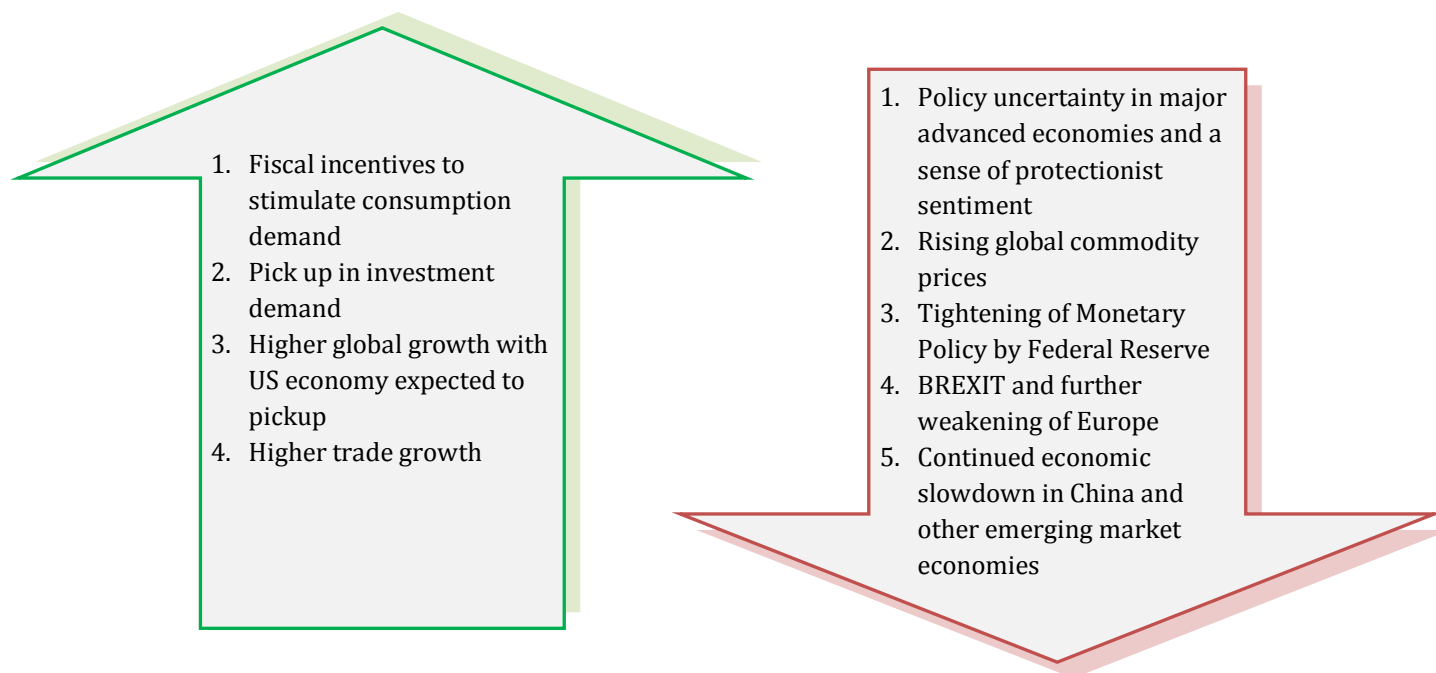 1. Fiscal incentives to
stimulate consumption
demand
2. Pick up in investment
demand
3. Higher global growth with
US economy expected to
pickup
4. Higher trade growth
1. Policy uncertainty in major
advanced economies and a
sense of protectionist
sentiment
2. Rising global commodity
prices
3. Tightening of Monetary
Policy by Federal Reserve
4. BREXIT and further
weakening of Europe
5. Continued economic
slowdown in China and
other emerging market
economies